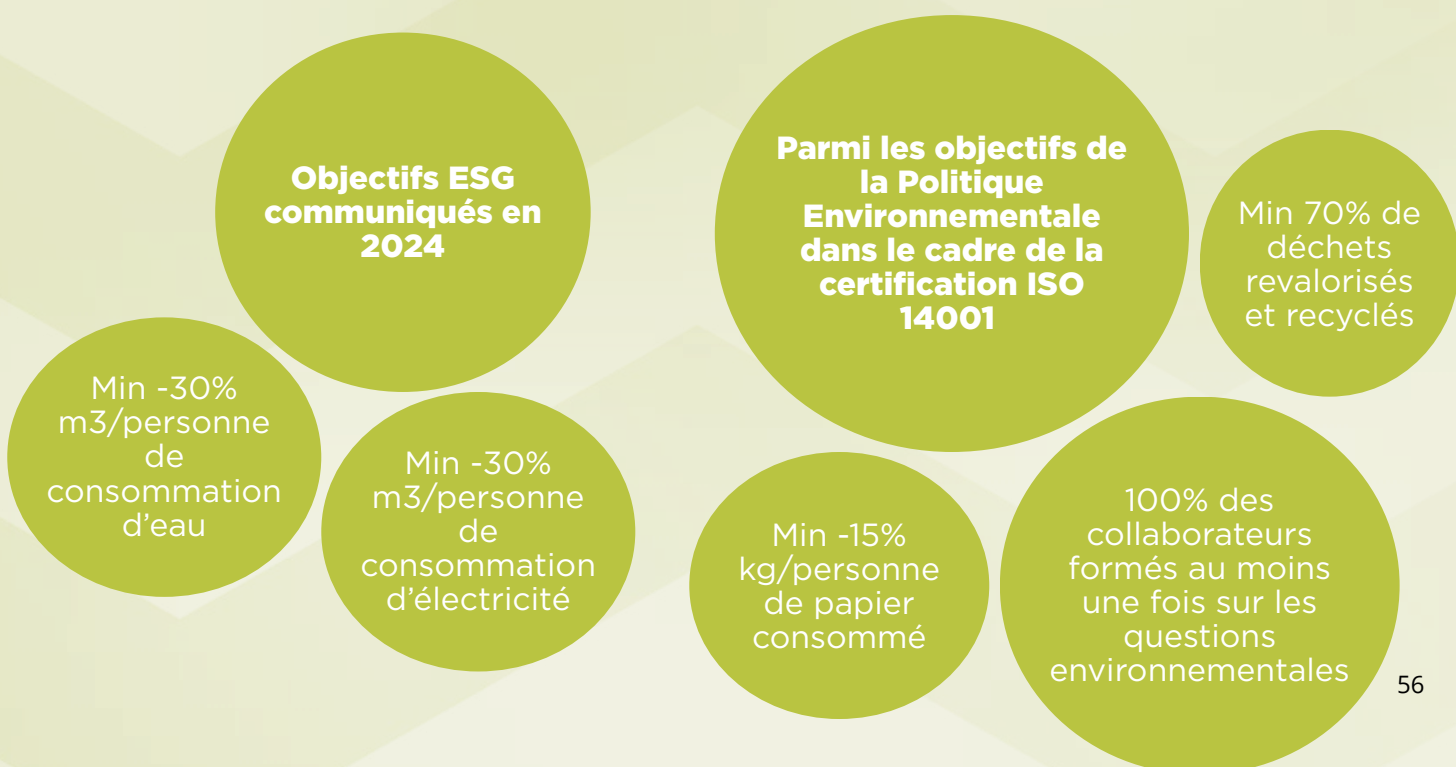 Objectifs ESG
communiqués en
2024
Min -30%
m3/personne
de
consommation
d’eau
Min -30%
m3/personne
de
consommation
d’électricité
Parmi les objectifs de
la Politique
Environnementale
dans le cadre de la
certification ISO
14001
Min 70% de
déchets
revalorisés
et recyclés
Min -15%
kg/personne
de papier
consommé
100% des
collaborateurs
formés au moins
une fois sur les
questions
environnementales
56